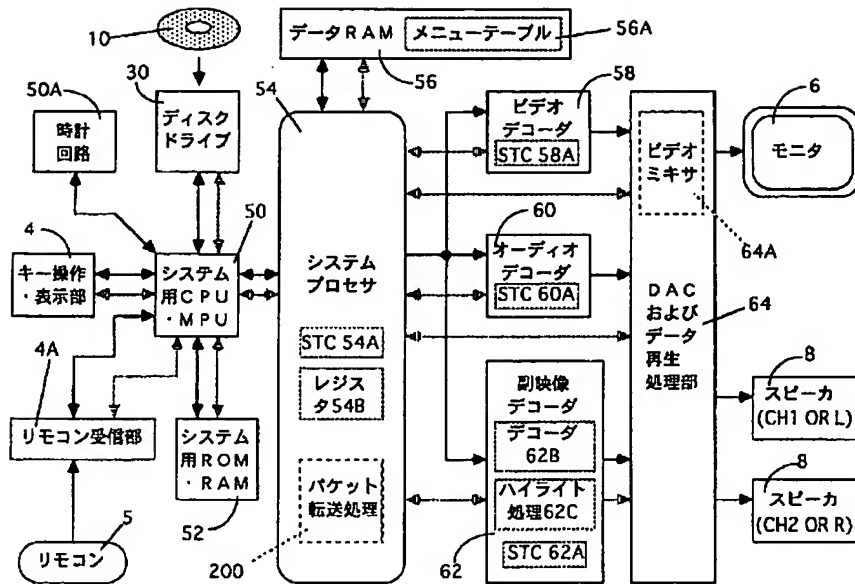 10
データRAM
メニューテーブル
56A
56
50A
時計
回路
30
ディスク
ドライブ
54
58
ビデオ
デコーダ
STC 58A
ビデオ
ミキサ
64A
6
モニタ
4
キー操作
・表示部
50
システム
用CPU
・MPU
システム
プロセサ
60
オーディオ
デコーダ
STC 60A
DAC
および
データ
再生
処理部
64
STC 54A
レジス
タ54B
4A
リモコン受信部
システム
用ROM
・RAM
52
パケット
転送処理
200
副映像
デコーダ
デコーダ
62B
ハイライト
処理62C
STC 62A
62
8
スピーカ
(CH1 OR L)
8
スピーカ
(CH2 OR R)
5
リモコン